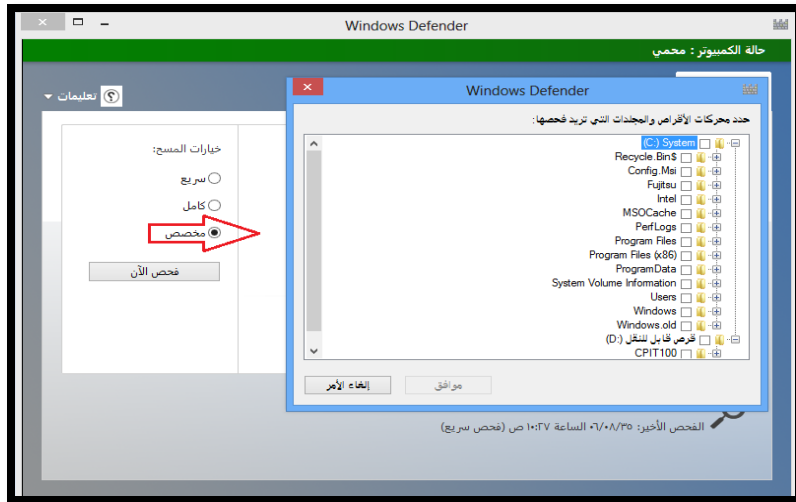 Windows Defender
حالة الكمبيوتر : محمي
تعليمات
خيارات المسح:
سريع
كامل
مخصص
فحص الآن
Windows Defender
حدد محركات الأقراص والمجلدات التي تريد فحصها:
(C:) System
Recycle.Bin$
Config.Msi
Fujitsu
Intel
MSOCache
PerfLogs
Program Files
Program Files (x86)
ProgramData
System Volume Information
Users
Windows
Windows.old
قرص قابل للنقل (D:)
CPIT100
موافق
إلغاء الأمر
الفحص الأخير: ٠٦/٠٨/٣٥ الساعة ١٠:٢٧ ص (فحص سريع)